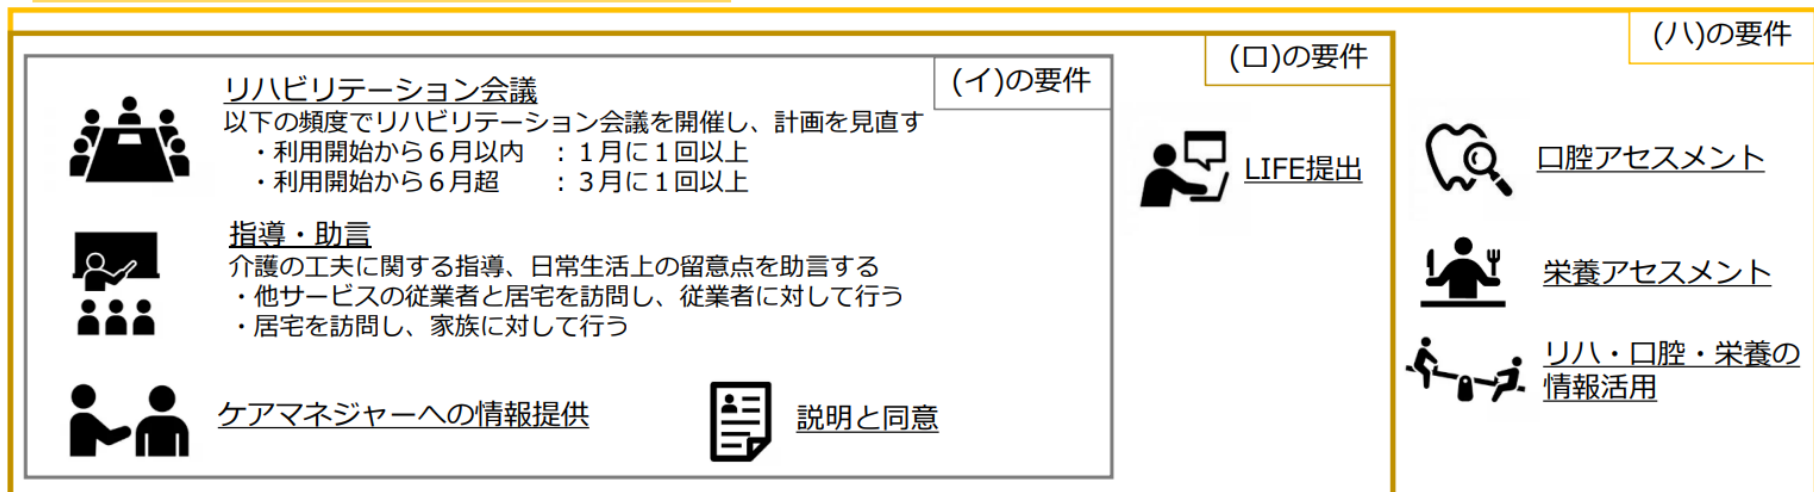 (ハ)の要件
(ロ)の要件
(イ)の要件
リハビリテーション会議
以下の頻度でリハビリテーション会議を開催し、計画を見直す
・利用開始から６月以内　：１月に１回以上
・利用開始から６月超　　：３月に１回以上
指導・助言
介護の工夫に関する指導、日常生活上の留意点を助言する
・他サービスの従業者と居宅を訪問し、従業者に対して行う
・居宅を訪問し、家族に対して行う
ケアマネジャーへの情報提供
説明と同意
LIFE提出
口腔アセスメント
栄養アセスメント
リハ・口腔・栄養の
情報活用